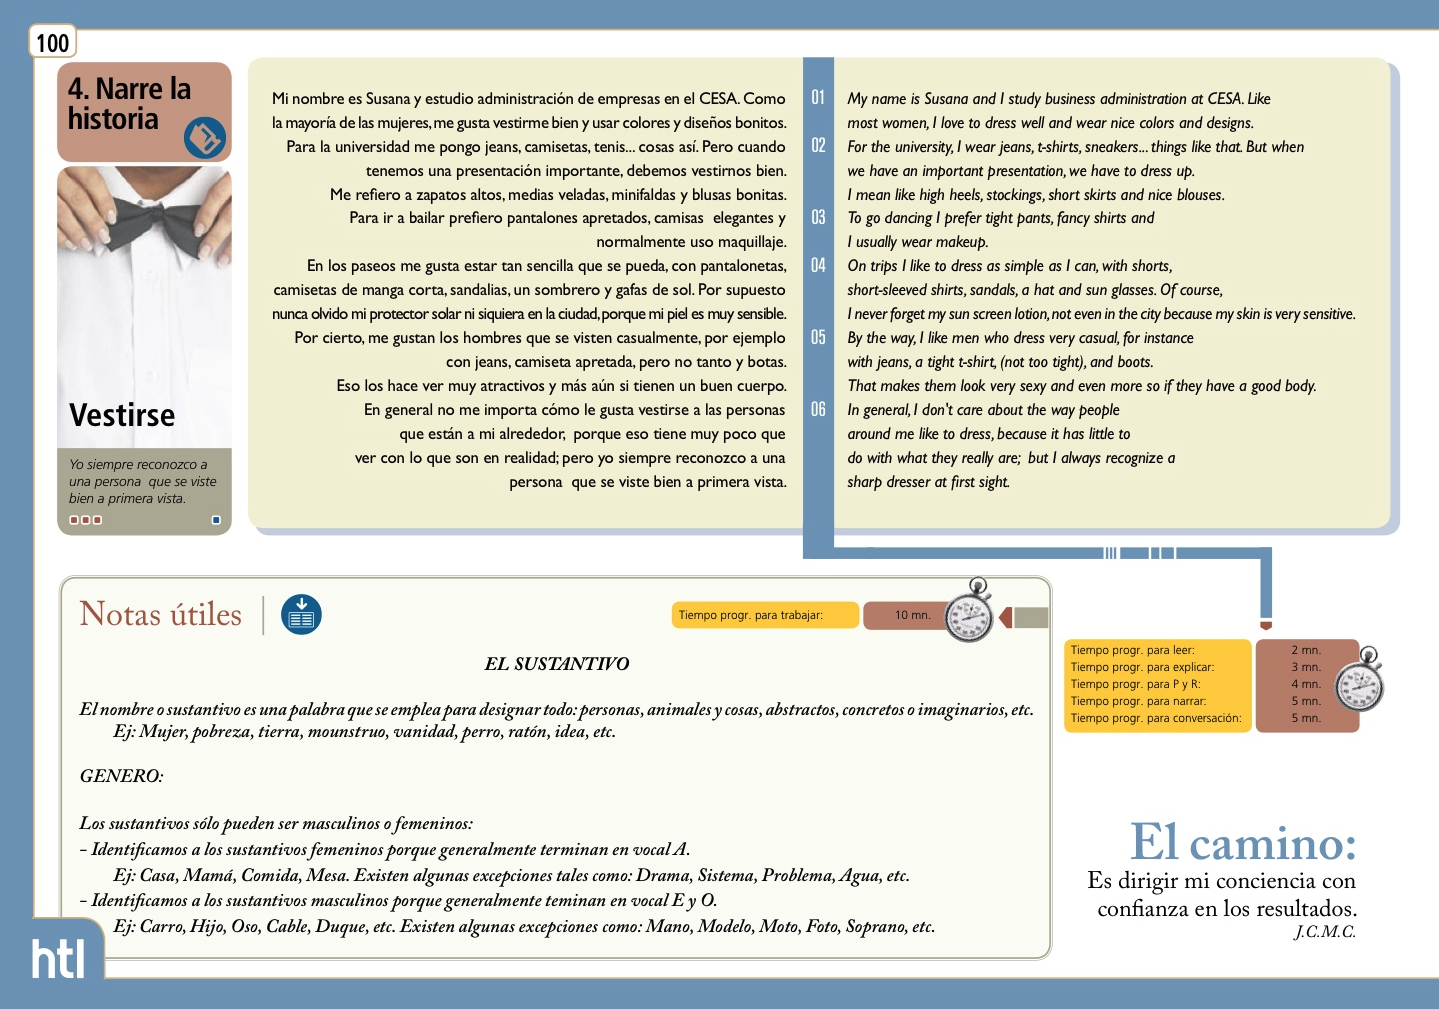 100
4. Narre la
historia
Vestirse
Yo siempre reconozco a
una persona que se viste
bien a primera vista.
Mi nombre es Susana y estudio administración de empresas en el CESA. Como
la mayoría de las mujeres, me gusta vestirme bien y usar colores y diseños bonitos.
Para la universidad me pongo jeans, camisetas, tenis... cosas así. Pero cuando
tenemos una presentación importante, debemos vestirnos bien.
Me refiero a zapatos altos, medias veladas, minifaldas y blusas bonitas.
Para ir a bailar prefiero pantalones apretados, camisas elegantes y
normalmente uso maquillaje.
En los paseos me gusta estar tan sencilla que se pueda, con pantalonetas,
camisetas de manga corta, sandalias, un sombrero y gafas de sol. Por supuesto
nunca olvido mi protector solar ni siquiera en la ciudad, porque mi piel es muy sensible.
Por cierto, me gustan los hombres que se visten casualmente, por ejemplo
con jeans, camiseta apretada, pero no tanto y botas.
Eso los hace ver muy atractivos y más aún si tienen un buen cuerpo.
En general no me importa cómo le gusta vestirse a las personas
que están a mi alrededor, porque eso tiene muy poco que
ver con lo que son en realidad; pero yo siempre reconozco a una
persona que se viste bien a primera vista.
01
02
03
04
05
06
My name is Susana and I study business administration at CESA. Like
most women, I love to dress well and wear nice colors and designs.
For the university, I wear jeans, t-shirts, sneakers... things like that. But when
we have an important presentation, we have to dress up.
I mean like high heels, stockings, short skirts and nice blouses.
To go dancing I prefer tight pants, fancy shirts and
I usually wear makeup.
On trips I like to dress as simple as I can, with shorts,
short-sleeved shirts, sandals, a hat and sun glasses. Of course,
I never forget my sun screen lotion, not even in the city because my skin is very sensitive.
By the way, I like men who dress very casual, for instance
with jeans, a tight t-shirt, (not too tight), and boots.
That makes them look very sexy and even more so if they have a good body.
In general, I don't care about the way people
around me like to dress, because it has little to
do with what they really are; but I always recognize a
sharp dresser at first sight.
Notas útiles
Tiempo progr. para trabajar: 10 mn.
EL SUSTANTIVO
El nombre o sustantivo es una palabra que se emplea para designar todo: personas, animales y cosas, abstractos, concretos o imaginarios, etc.
Ej: Mujer, pobreza, tierra, mounstruo, vanidad, perro, ratón, idea, etc.
GENERO:
Los sustantivos sólo pueden ser masculinos o femeninos:
- Identificamos a los sustantivos femeninos porque generalmente terminan en vocal A.
Ej: Casa, Mamá, Comida, Mesa. Existen algunas excepciones tales como: Drama, Sistema, Problema, Agua, etc.
- Identificamos a los sustantivos masculinos porque generalmente teminan en vocal E y O.
Ej: Carro, Hijo, Oso, Cable, Duque, etc. Existen algunas excepciones como: Mano, Modelo, Moto, Foto, Soprano, etc.
Tiempo progr. para leer: 2 mn.
Tiempo progr. para explicar: 3 mn.
Tiempo progr. para P y R: 4 mn.
Tiempo progr. para narrar: 5 mn.
Tiempo progr. para conversación: 5 mn.
El camino:
Es dirigir mi conciencia con
confianza en los resultados.
J.C.M.C.
htl